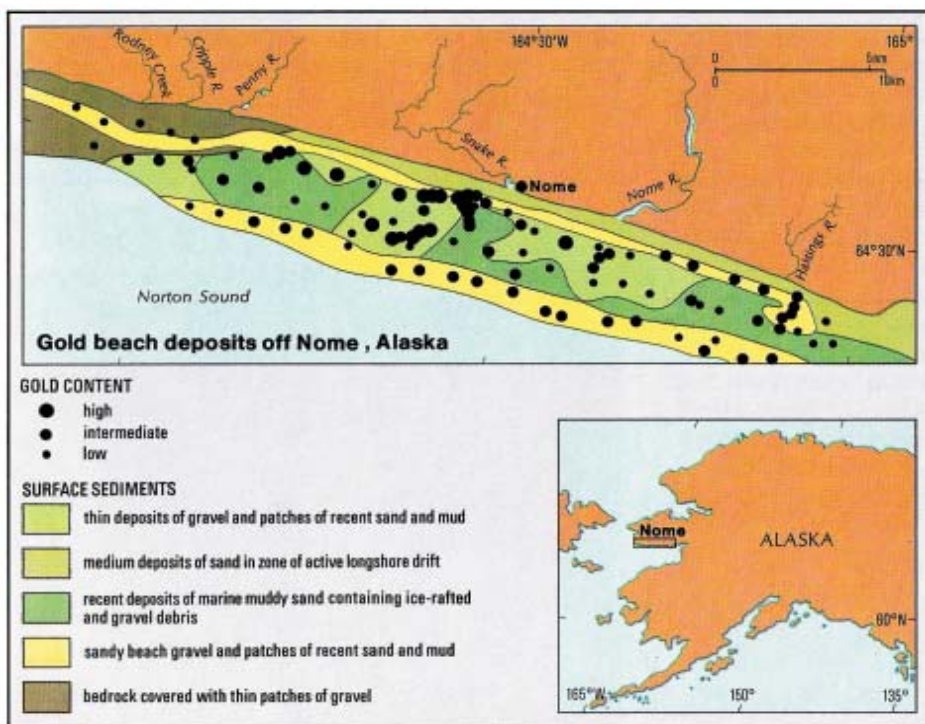 Rodney Creek
Cripple R.
Penny R.
164°30'W
165°
0 5nm
0 10km
Snake R.
Nome
Nome R.
Hastings R.
64°30'N
Norton Sound
Gold beach deposits off Nome, Alaska
GOLD CONTENT
high
intermediate
low
SURFACE SEDIMENTS
thin deposits of gravel and patches of recent sand and mud
medium deposits of sand in zone of active longshore drift
recent deposits of marine muddy sand containing ice-rafted
and gravel debris
sandy beach gravel and patches of recent sand and mud
bedrock covered with thin patches of gravel
Nome
ALASKA
60°N
165°W
150°
135°